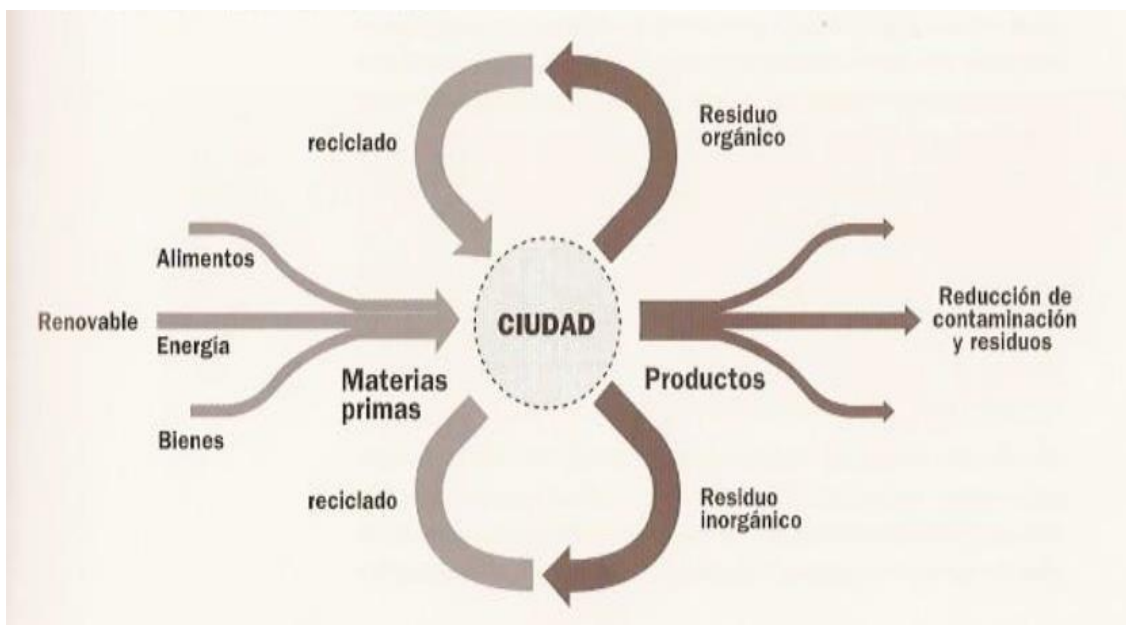 reciclado
Residuo
orgánico
Alimentos
Renovable
Energía
Bienes
Materias
primas
CIUDAD
Productos
Reducción de
contaminación
y residuos
reciclado
Residuo
inorgánico